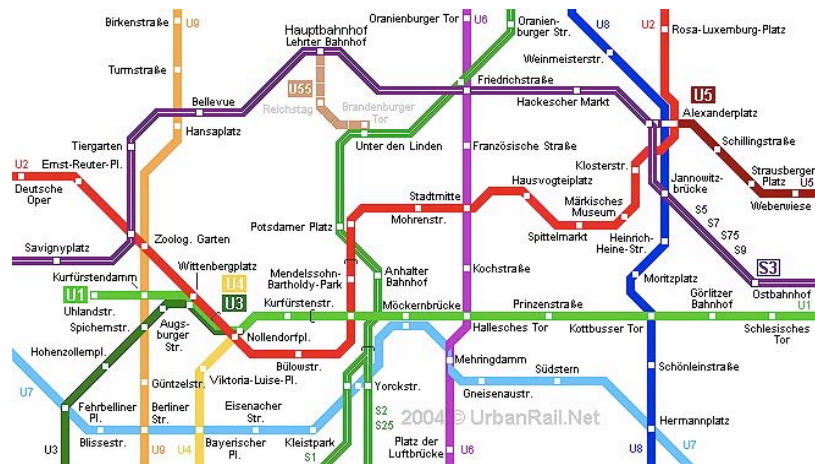 Oranienburger Tor
U6
Oranien-
burger Str.
U8
U2
Birkenstraße
U9
Hauptbahnhof
Lehrter Bahnhof
Rosa-Luxemburg-Platz
Weinmeisterstr.
Turmstraße
Friedrichstraße
U55
Bellevue
Reichstag
Brandenburger
Tor
Hackescher Markt
U5
Alexanderplatz
Hansaplatz
Tiergarten
Unter den Linden
Französische Straße
Schillingstraße
U2
Ernst-Reuter-Pl.
Klosterstr.
Jannowitz-
brücke
Strausberger
Platz
U5
Deutsche
Oper
Stadtmitte
Hausvogteiplatz
Weberwiese
Märkisches
Museum
S5
S7
S75
S9
Mohrenstr.
Potsdamer Platz
Spittelmarkt
Heinrich-
Heine-Str.
Savignyplatz
Zoolog. Garten
Wittenbergplatz
Kurfürstendamm
U4
Mendelssohn-
Bartholdy-Park
Anhalter
Bahnhof
Kochstraße
Moritzplatz
S3
Ostbahnhof
U1
U3
Uhlandstr.
Kurfürstenstr.
Möckernbrücke
Prinzenstraße
Görlitzer
Bahnhof
U1
Spichernstr.
Augs-
burger
Str.
Nollendorfpl.
Hallesches Tor
Kottbusser Tor
Schlesisches
Tor
Hohenzollernpl.
Bülowstr.
Mehringdamm
Südstern
Schönleinstraße
Güntzelstr.
Viktoria-Luise-Pl.
Yorckstr.
Gneisenaustr.
U7
Fehrbelliner
Pl.
Berliner
Str.
Eisenacher
Str.
S2
S25
2004 © UrbanRail.Net
Hermannplatz
Blissestr.
Bayerischer
Pl.
Kleistpark
Platz der
Luftbrücke
U3
U9
U4
S1
U6
U8
U7